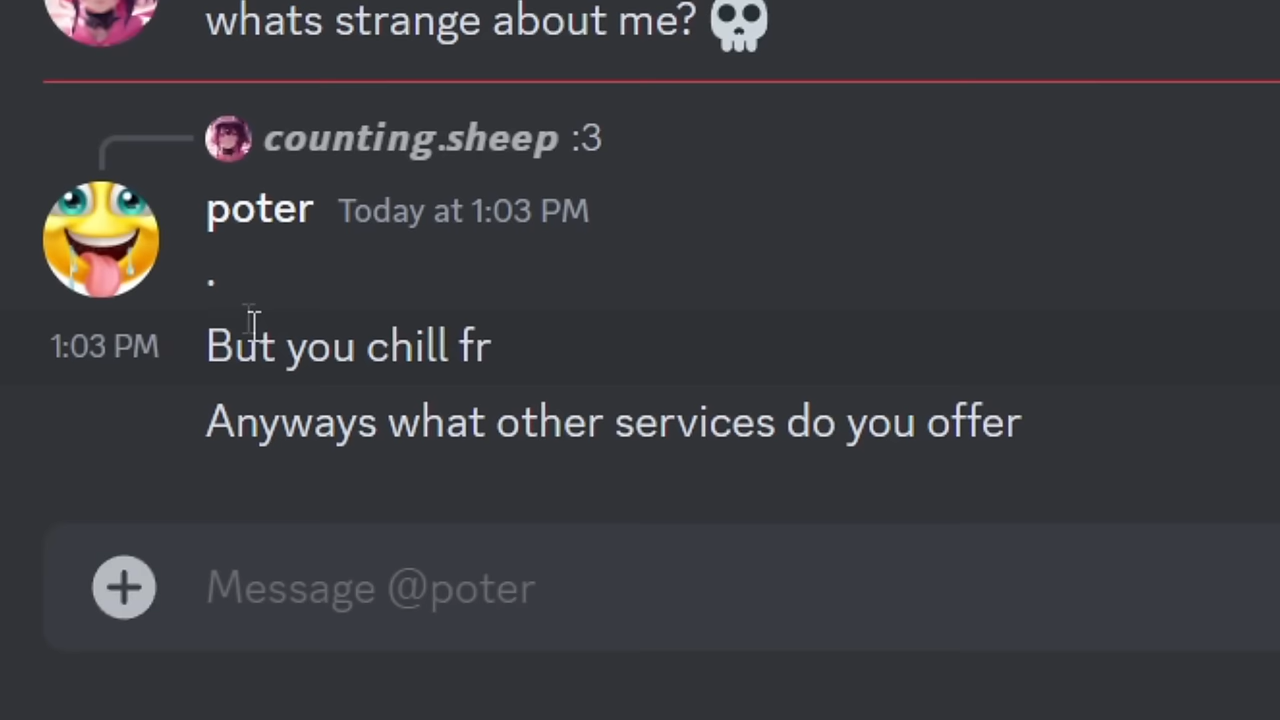 whats strange about me? 💀
counting.sheep :3
poter Today at 1:03 PM
.
1:03 PM But you chill fr
Anyways what other services do you offer
Message @poter